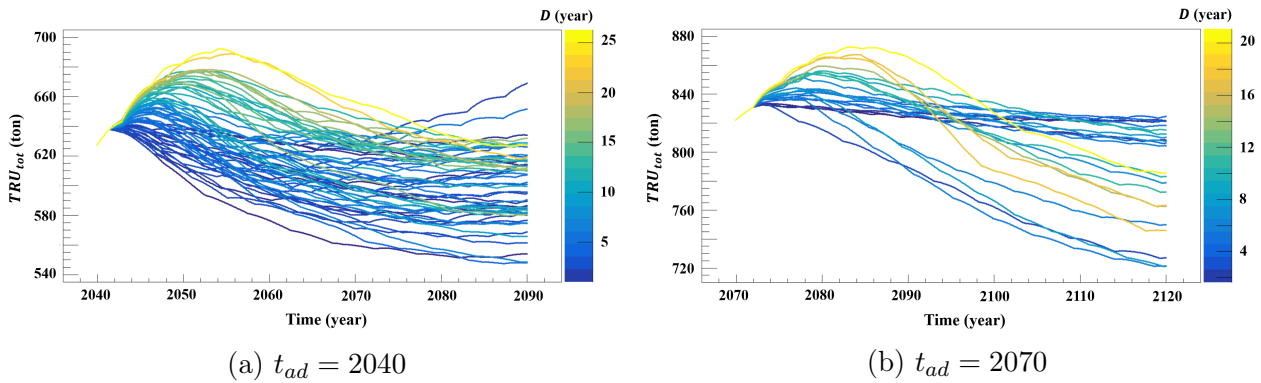 D (year)
700
660
620
580
540
TRU_tot (ton)
25
20
15
10
5
2040 2050 2060 2070 2080 2090
Time (year)
(a) t_ad = 2040
D (year)
880
840
800
760
720
TRU_tot (ton)
20
16
12
8
4
2070 2080 2090 2100 2110 2120
Time (year)
(b) t_ad = 2070